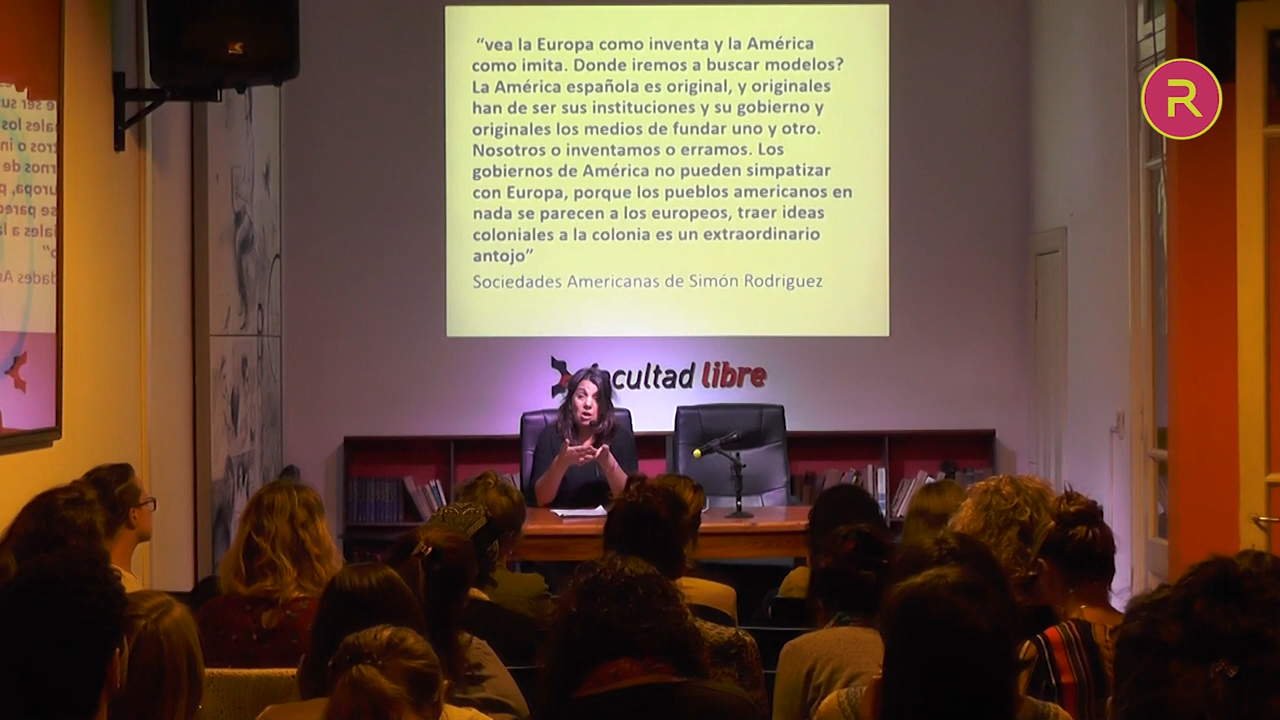 “vea la Europa como inventa y la América
como imita. Donde iremos a buscar modelos?
La América española es original, y originales
han de ser sus instituciones y su gobierno y
originales los medios de fundar uno y otro.
Nosotros o inventamos o erramos. Los
gobiernos de América no pueden simpatizar
con Europa, porque los pueblos americanos en
nada se parecen a los europeos, traer ideas
coloniales a la colonia es un extraordinario
antojo”
Sociedades Americanas de Simón Rodriguez
R
cultad libre